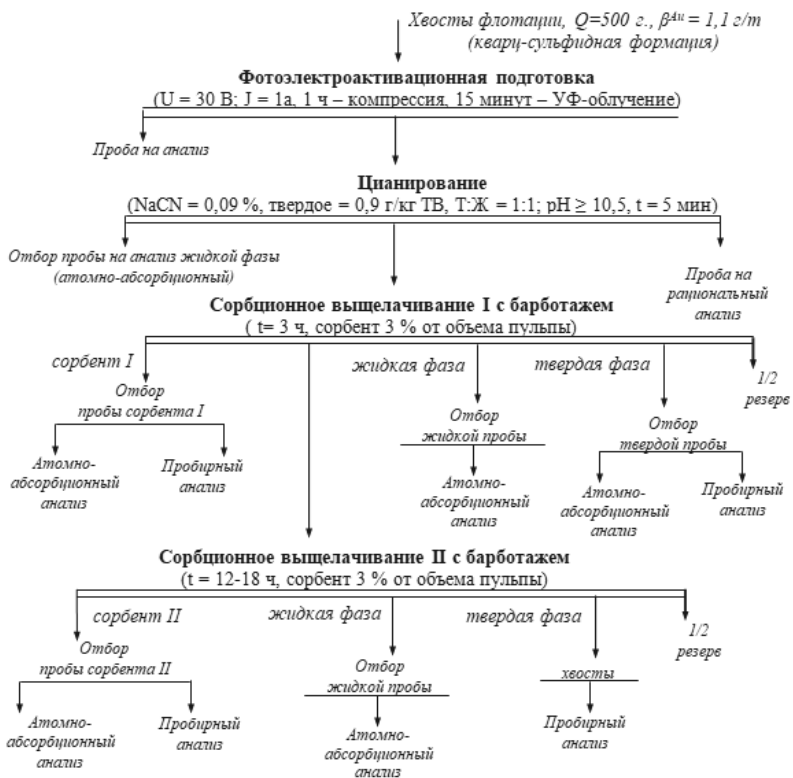 Хвосты флотации, Q=500 г., β^Au = 1,1 г/т
(кварц-сульфидная формация)
Фотоэлектроактивационная подготовка
(U = 30 В; J = 1а, 1 ч – компрессия, 15 минут – УФ-облучение)
Проба на анализ
Цианирование
(NaCN = 0,09 %, твердое = 0,9 г/кг ТВ, Т:Ж = 1:1; pH ≥ 10,5, t = 5 мин)
Отбор пробы на анализ жидкой фазы
(атомно-абсорбционный)
Проба на
рациональный
анализ
Сорбционное выщелачивание I с барботажем
( t= 3 ч, сорбент 3 % от объема пульпы)
сорбент I
жидкая фаза
твердая фаза
1/2
резерв
Отбор
пробы сорбента I
Отбор
жидкой пробы
Отбор
твердой пробы
Атомно-
абсорбционный
анализ
Пробирный
анализ
Атомно-
абсорбционный
анализ
Атомно-
абсорбционный
анализ
Пробирный
анализ
Сорбционное выщелачивание II с барботажем
(t = 12-18 ч, сорбент 3 % от объема пульпы)
сорбент II
жидкая фаза
твердая фаза
1/2
резерв
Отбор
пробы сорбента II
Отбор
жидкой пробы
хвосты
Атомно-
абсорбционный
анализ
Пробирный
анализ
Атомно-
абсорбционный
анализ
Пробирный
анализ